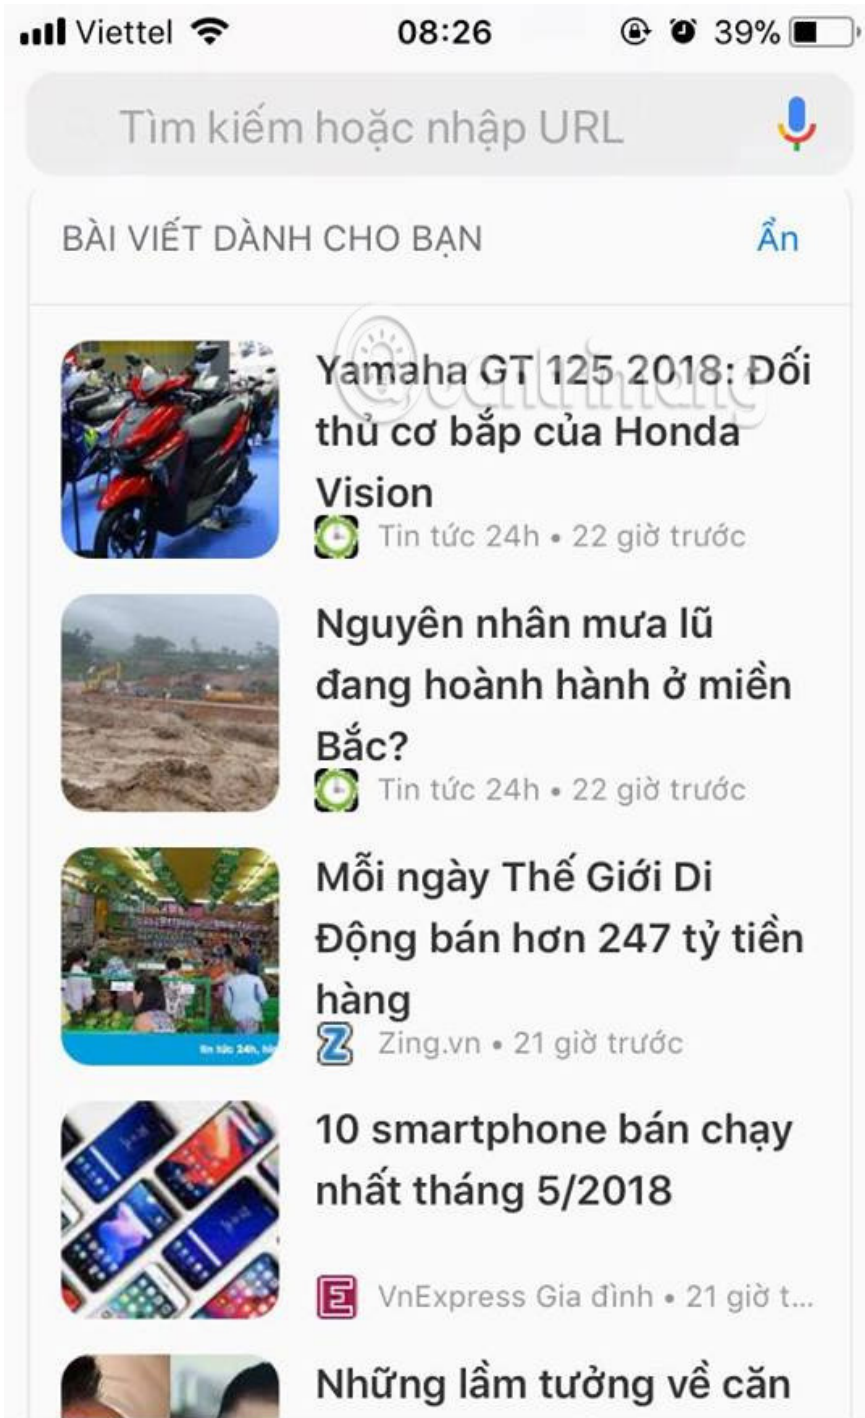 Viettel 08:26 39%
Tìm kiếm hoặc nhập URL
BÀI VIẾT DÀNH CHO BẠN Ẩn
Quantrimang
Yamaha GT 125 2018: Đối
thủ cơ bắp của Honda
Vision
Tin tức 24h • 22 giờ trước
Nguyên nhân mưa lũ
đang hoành hành ở miền
Bắc?
Tin tức 24h • 22 giờ trước
Mỗi ngày Thế Giới Di
Động bán hơn 247 tỷ tiền
hàng
tin tức 24h,
Z Zing.vn • 21 giờ trước
10 smartphone bán chạy
nhất tháng 5/2018
E VnExpress Gia đình • 21 giờ t...
Những lầm tưởng về căn